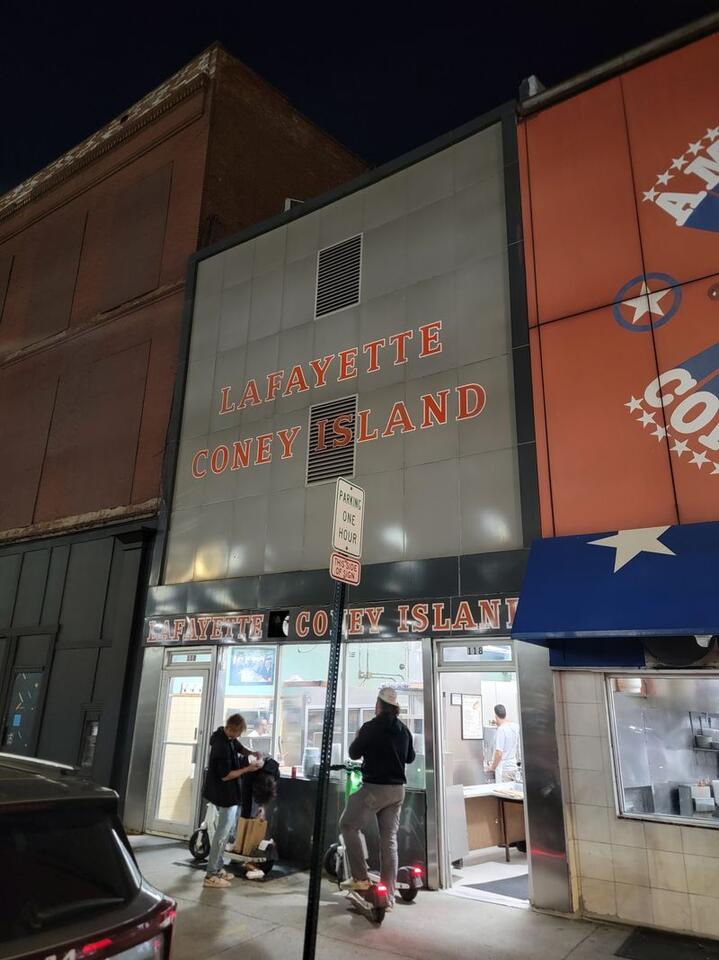 LAFAYETTE
CONEY ISLAND
PARKING
ONE
HOUR
THIS SIDE
OF SIGN
LAFAYETTE CONEY ISLAND
118